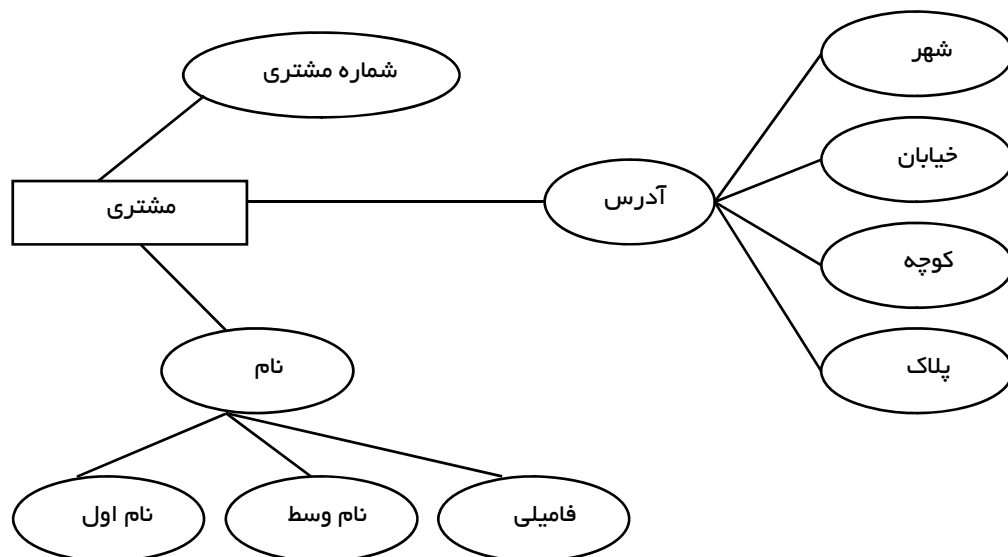 شهر
شماره مشتری
خیابان
مشتری
آدرس
کوچه
نام
پلاک
نام اول
نام وسط
فامیلی